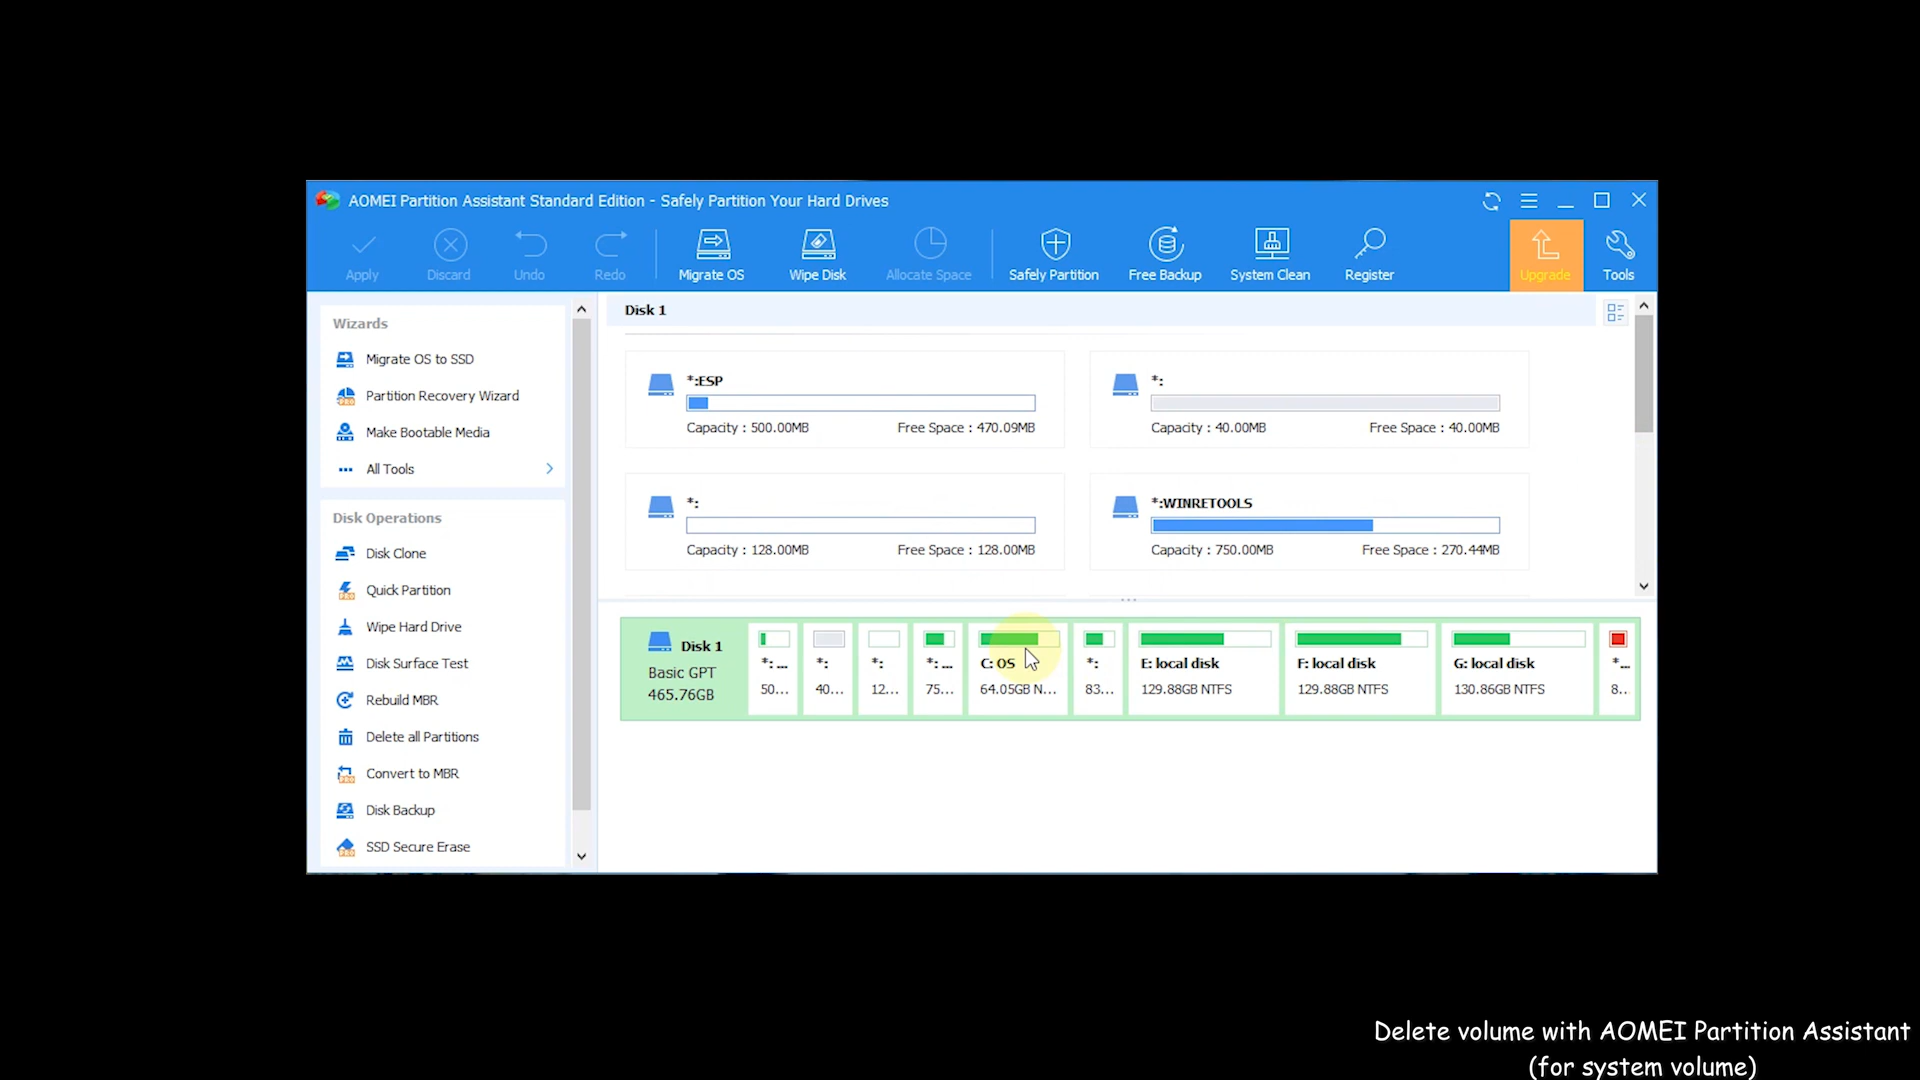 AOMEI Partition Assistant Standard Edition - Safely Partition Your Hard Drives
Apply
Discard
Undo
Redo
Migrate OS
Wipe Disk
Allocate Space
Safely Partition
Free Backup
System Clean
Register
Upgrade
Tools
Wizards
Migrate OS to SSD
Partition Recovery Wizard
Make Bootable Media
All Tools
Disk Operations
Disk Clone
Quick Partition
Wipe Hard Drive
Disk Surface Test
Rebuild MBR
Delete all Partitions
Convert to MBR
Disk Backup
SSD Secure Erase
Disk 1
*:ESP
Capacity : 500.00MB Free Space : 470.09MB
*:
Capacity : 40.00MB Free Space : 40.00MB
*:
Capacity : 128.00MB Free Space : 128.00MB
*:WINRETOOLS
Capacity : 750.00MB Free Space : 270.44MB
Disk 1
Basic GPT
465.76GB
*: ...
50...
*:
40...
*:
12...
*: ...
75...
C: OS
64.05GB N...
*:
83...
E: local disk
129.88GB NTFS
F: local disk
129.88GB NTFS
G: local disk
130.86GB NTFS
*...
8...
Delete volume with AOMEI Partition Assistant
(for system volume)